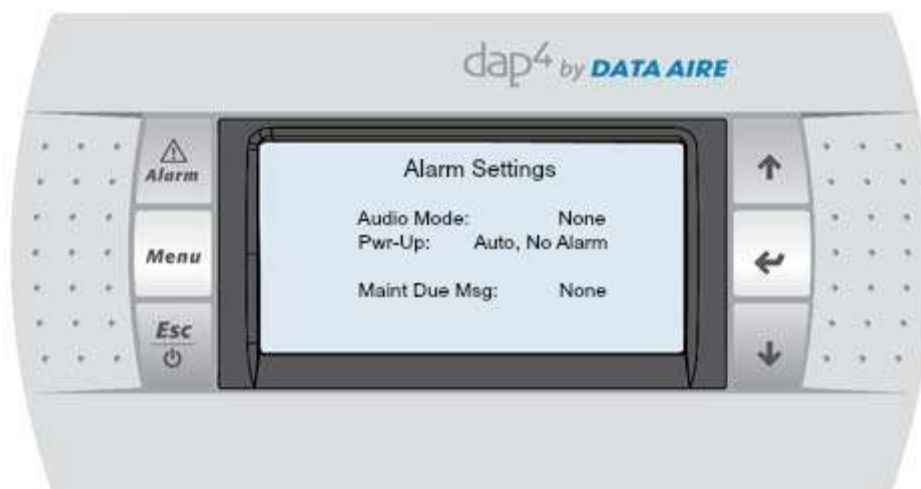 dap4 by DATA AIRE
Alarm
Menu
Esc
Alarm Settings
Audio Mode: None
Pwr-Up: Auto, No Alarm
Maint Due Msg: None